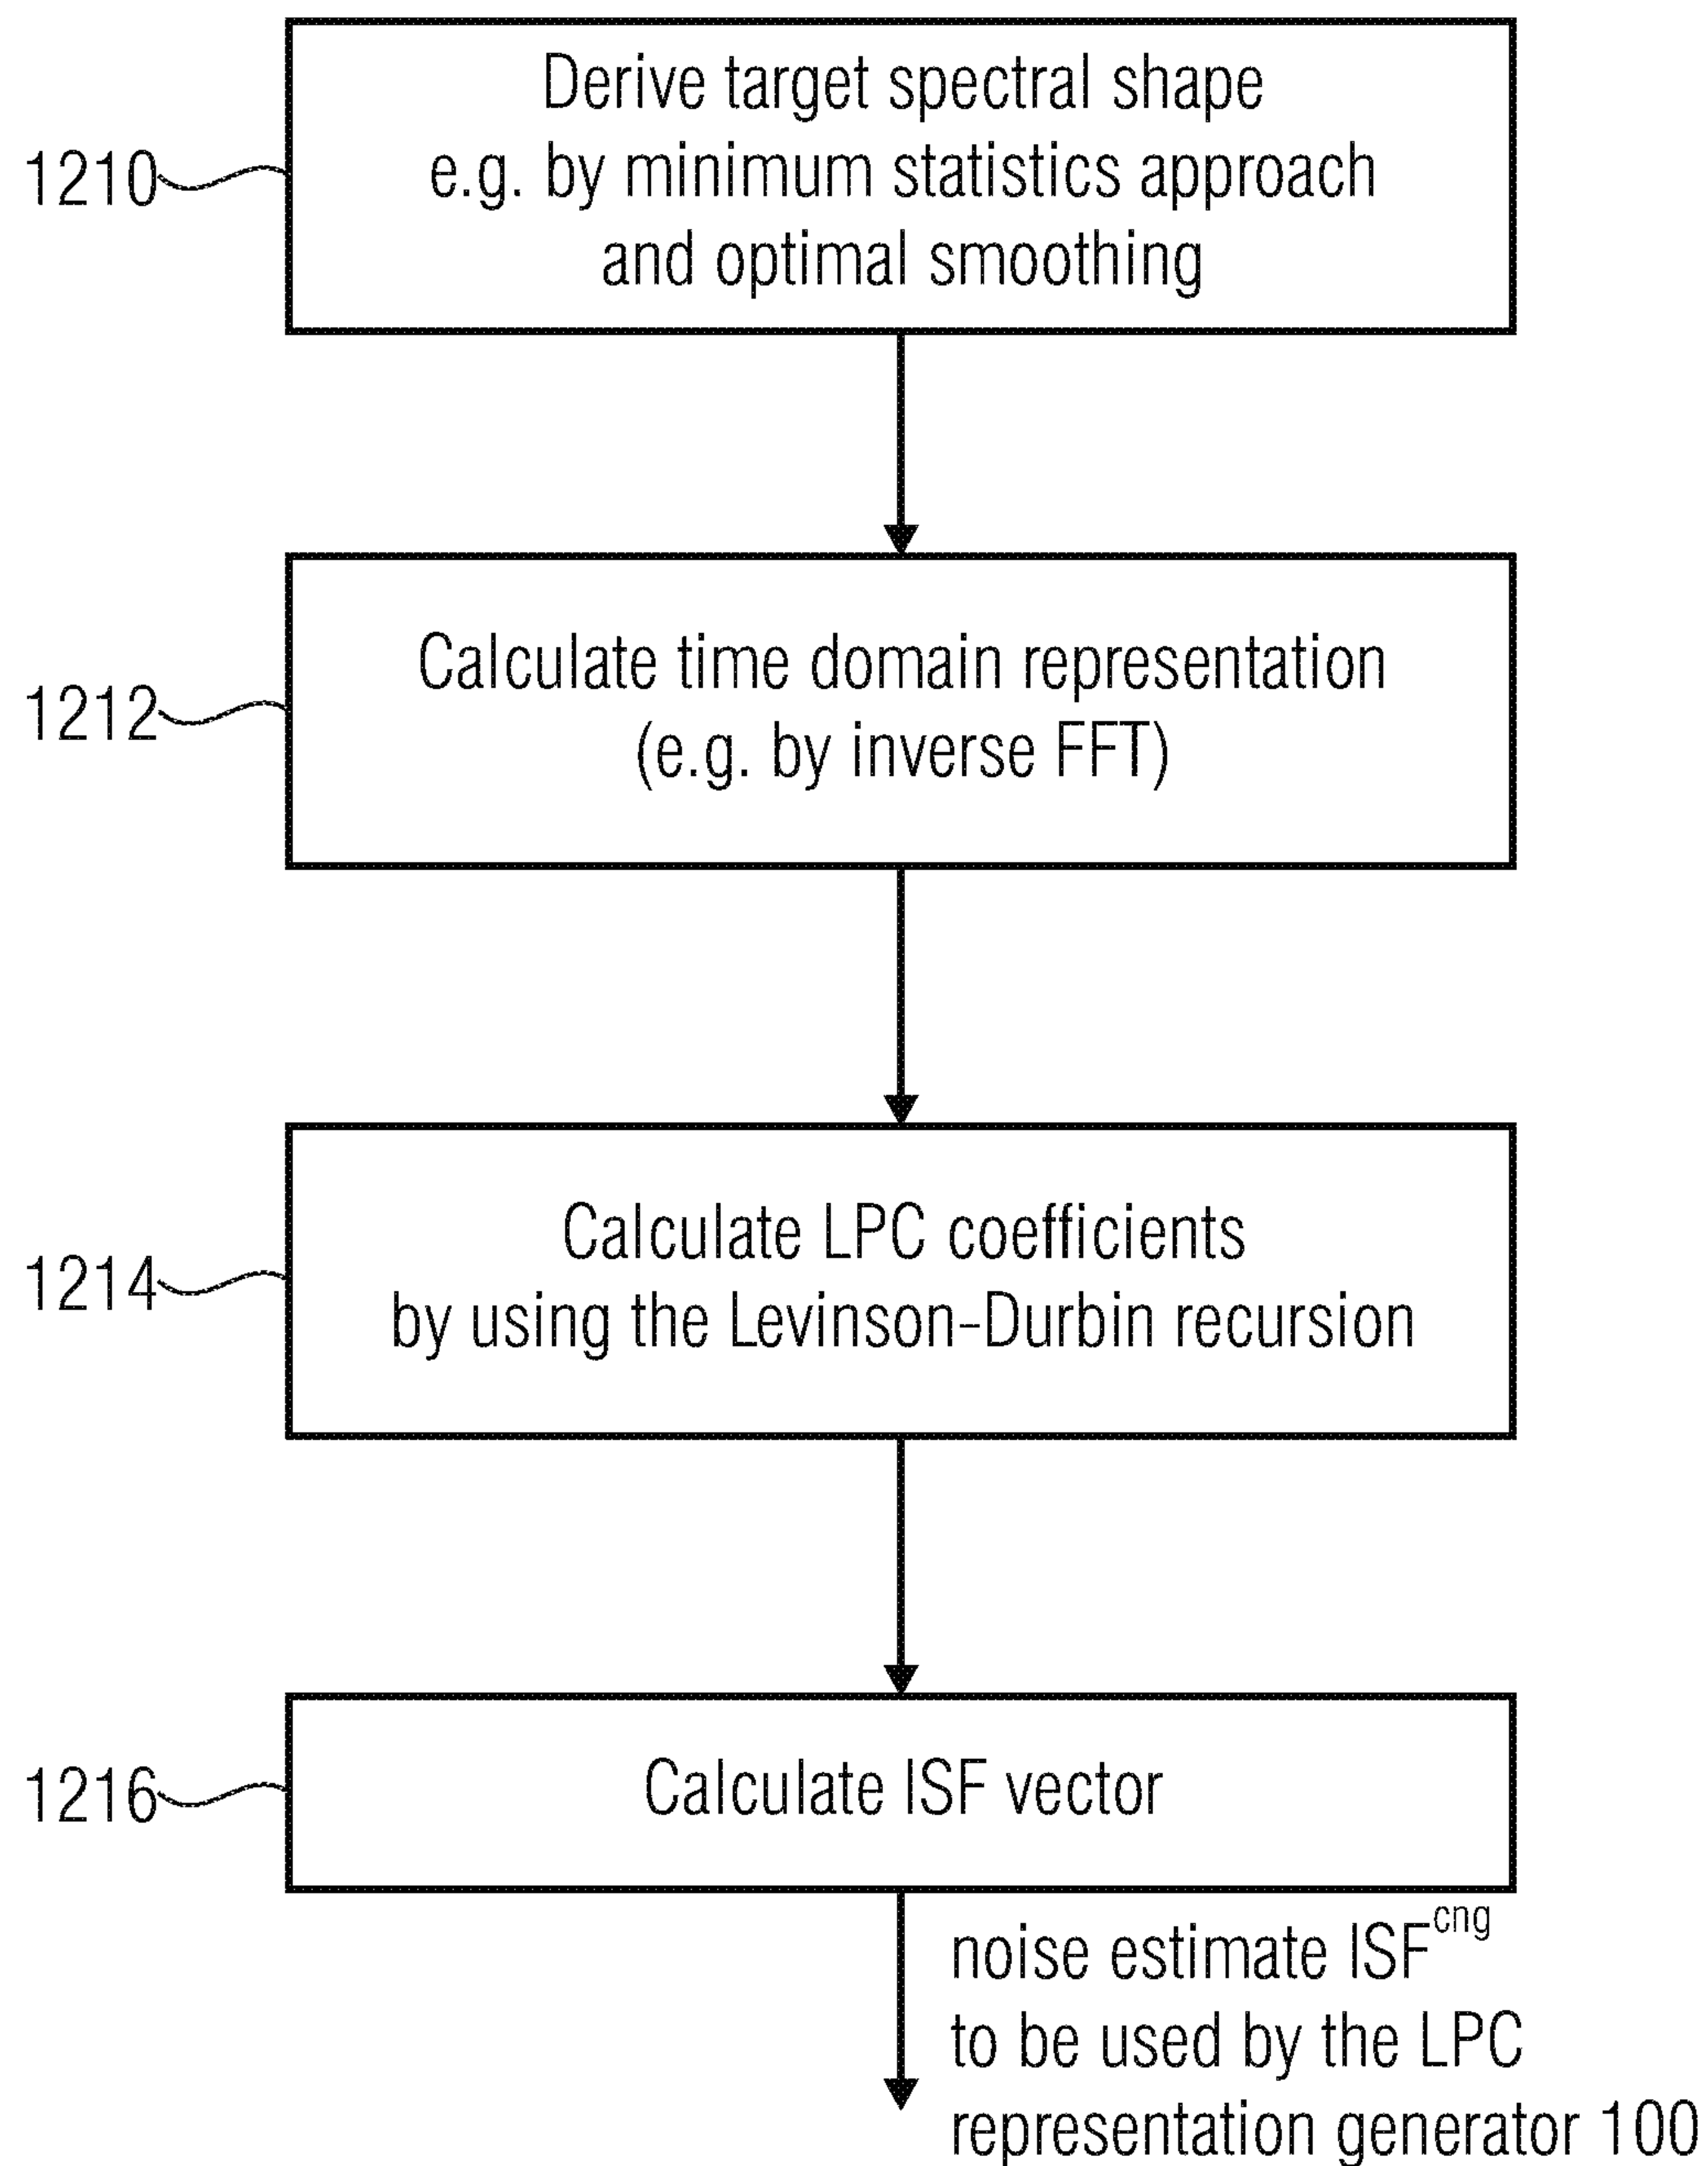 Derive target spectral shape
e.g. by minimum statistics approach
and optimal smoothing
1210
Calculate time domain representation
(e.g. by inverse FFT)
1212
Calculate LPC coefficients
by using the Levinson-Durbin recursion
1214
Calculate ISF vector
1216
noise estimate ISF^cng
to be used by the LPC
representation generator 100